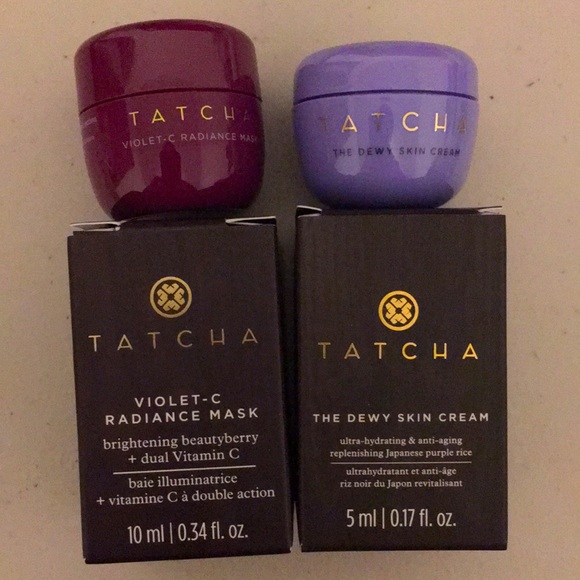 TATCHA
VIOLET-C RADIANCE MASK
TATCHA
THE DEWY SKIN CREAM
TATCHA
VIOLET-C
RADIANCE MASK
brightening beautyberry
+ dual Vitamin C
baie illuminatrice
+ vitamine C à double action
10 ml | 0.34 fl. oz.
TATCHA
THE DEWY SKIN CREAM
ultra-hydrating & anti-aging
replenishing Japanese purple rice
ultrahydratant et anti-âge
riz noir du Japon revitalisant
5 ml | 0.17 fl. oz.